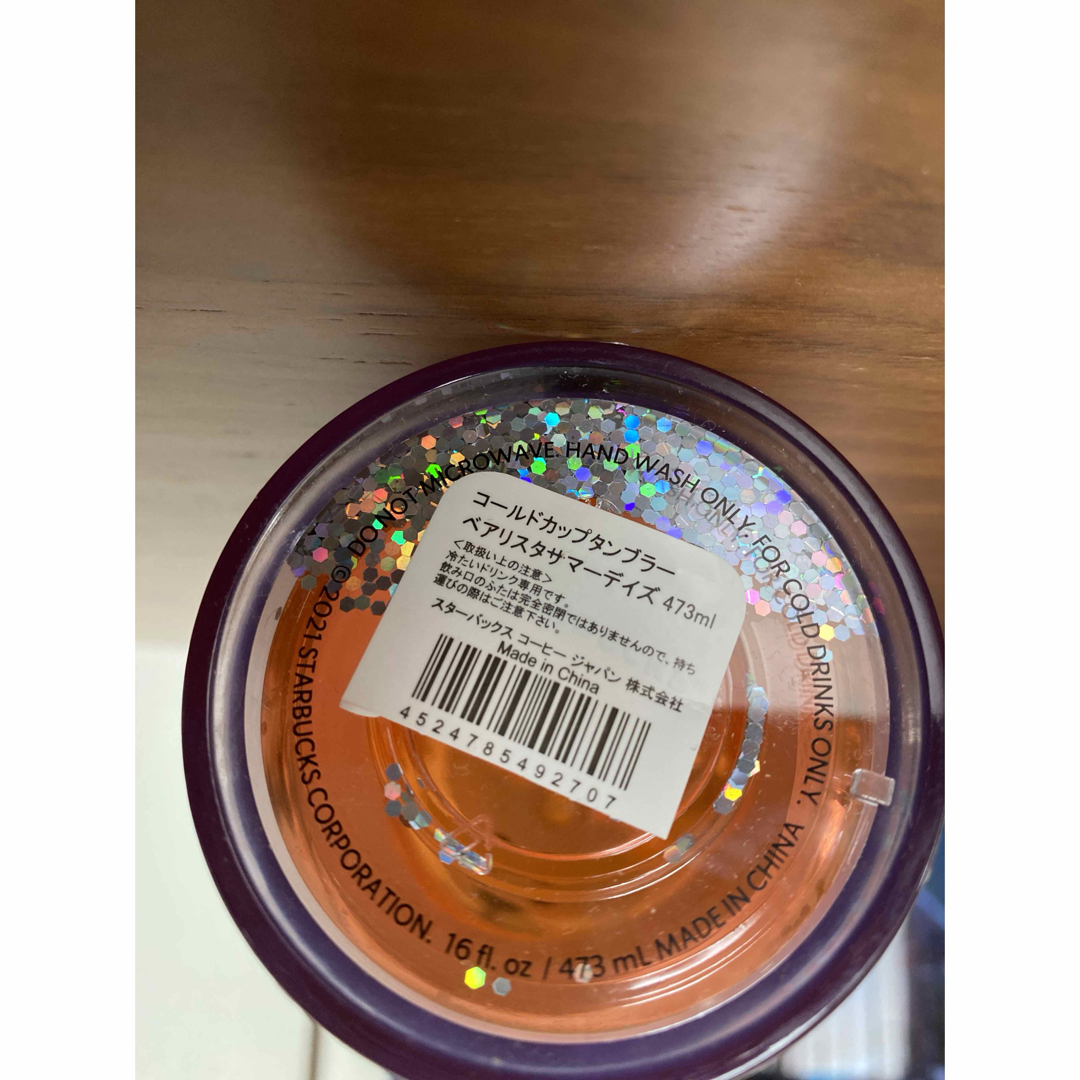 コールドカップタンブラー
ベアリスタサマーデイズ 473ml
<取扱い上の注意>
冷たいドリンク専用です。
飲み口のふたは完全密閉ではありませんので、持ち
運びの際はご注意下さい。
スターバックス コーヒー ジャパン 株式会社
Made in China
4524785492707
© 2021 STARBUCKS CORPORATION. 16 fl. oz / 473 mL MADE IN CHINA
DO NOT MICROWAVE. HAND WASH ONLY. FOR COLD DRINKS ONLY.